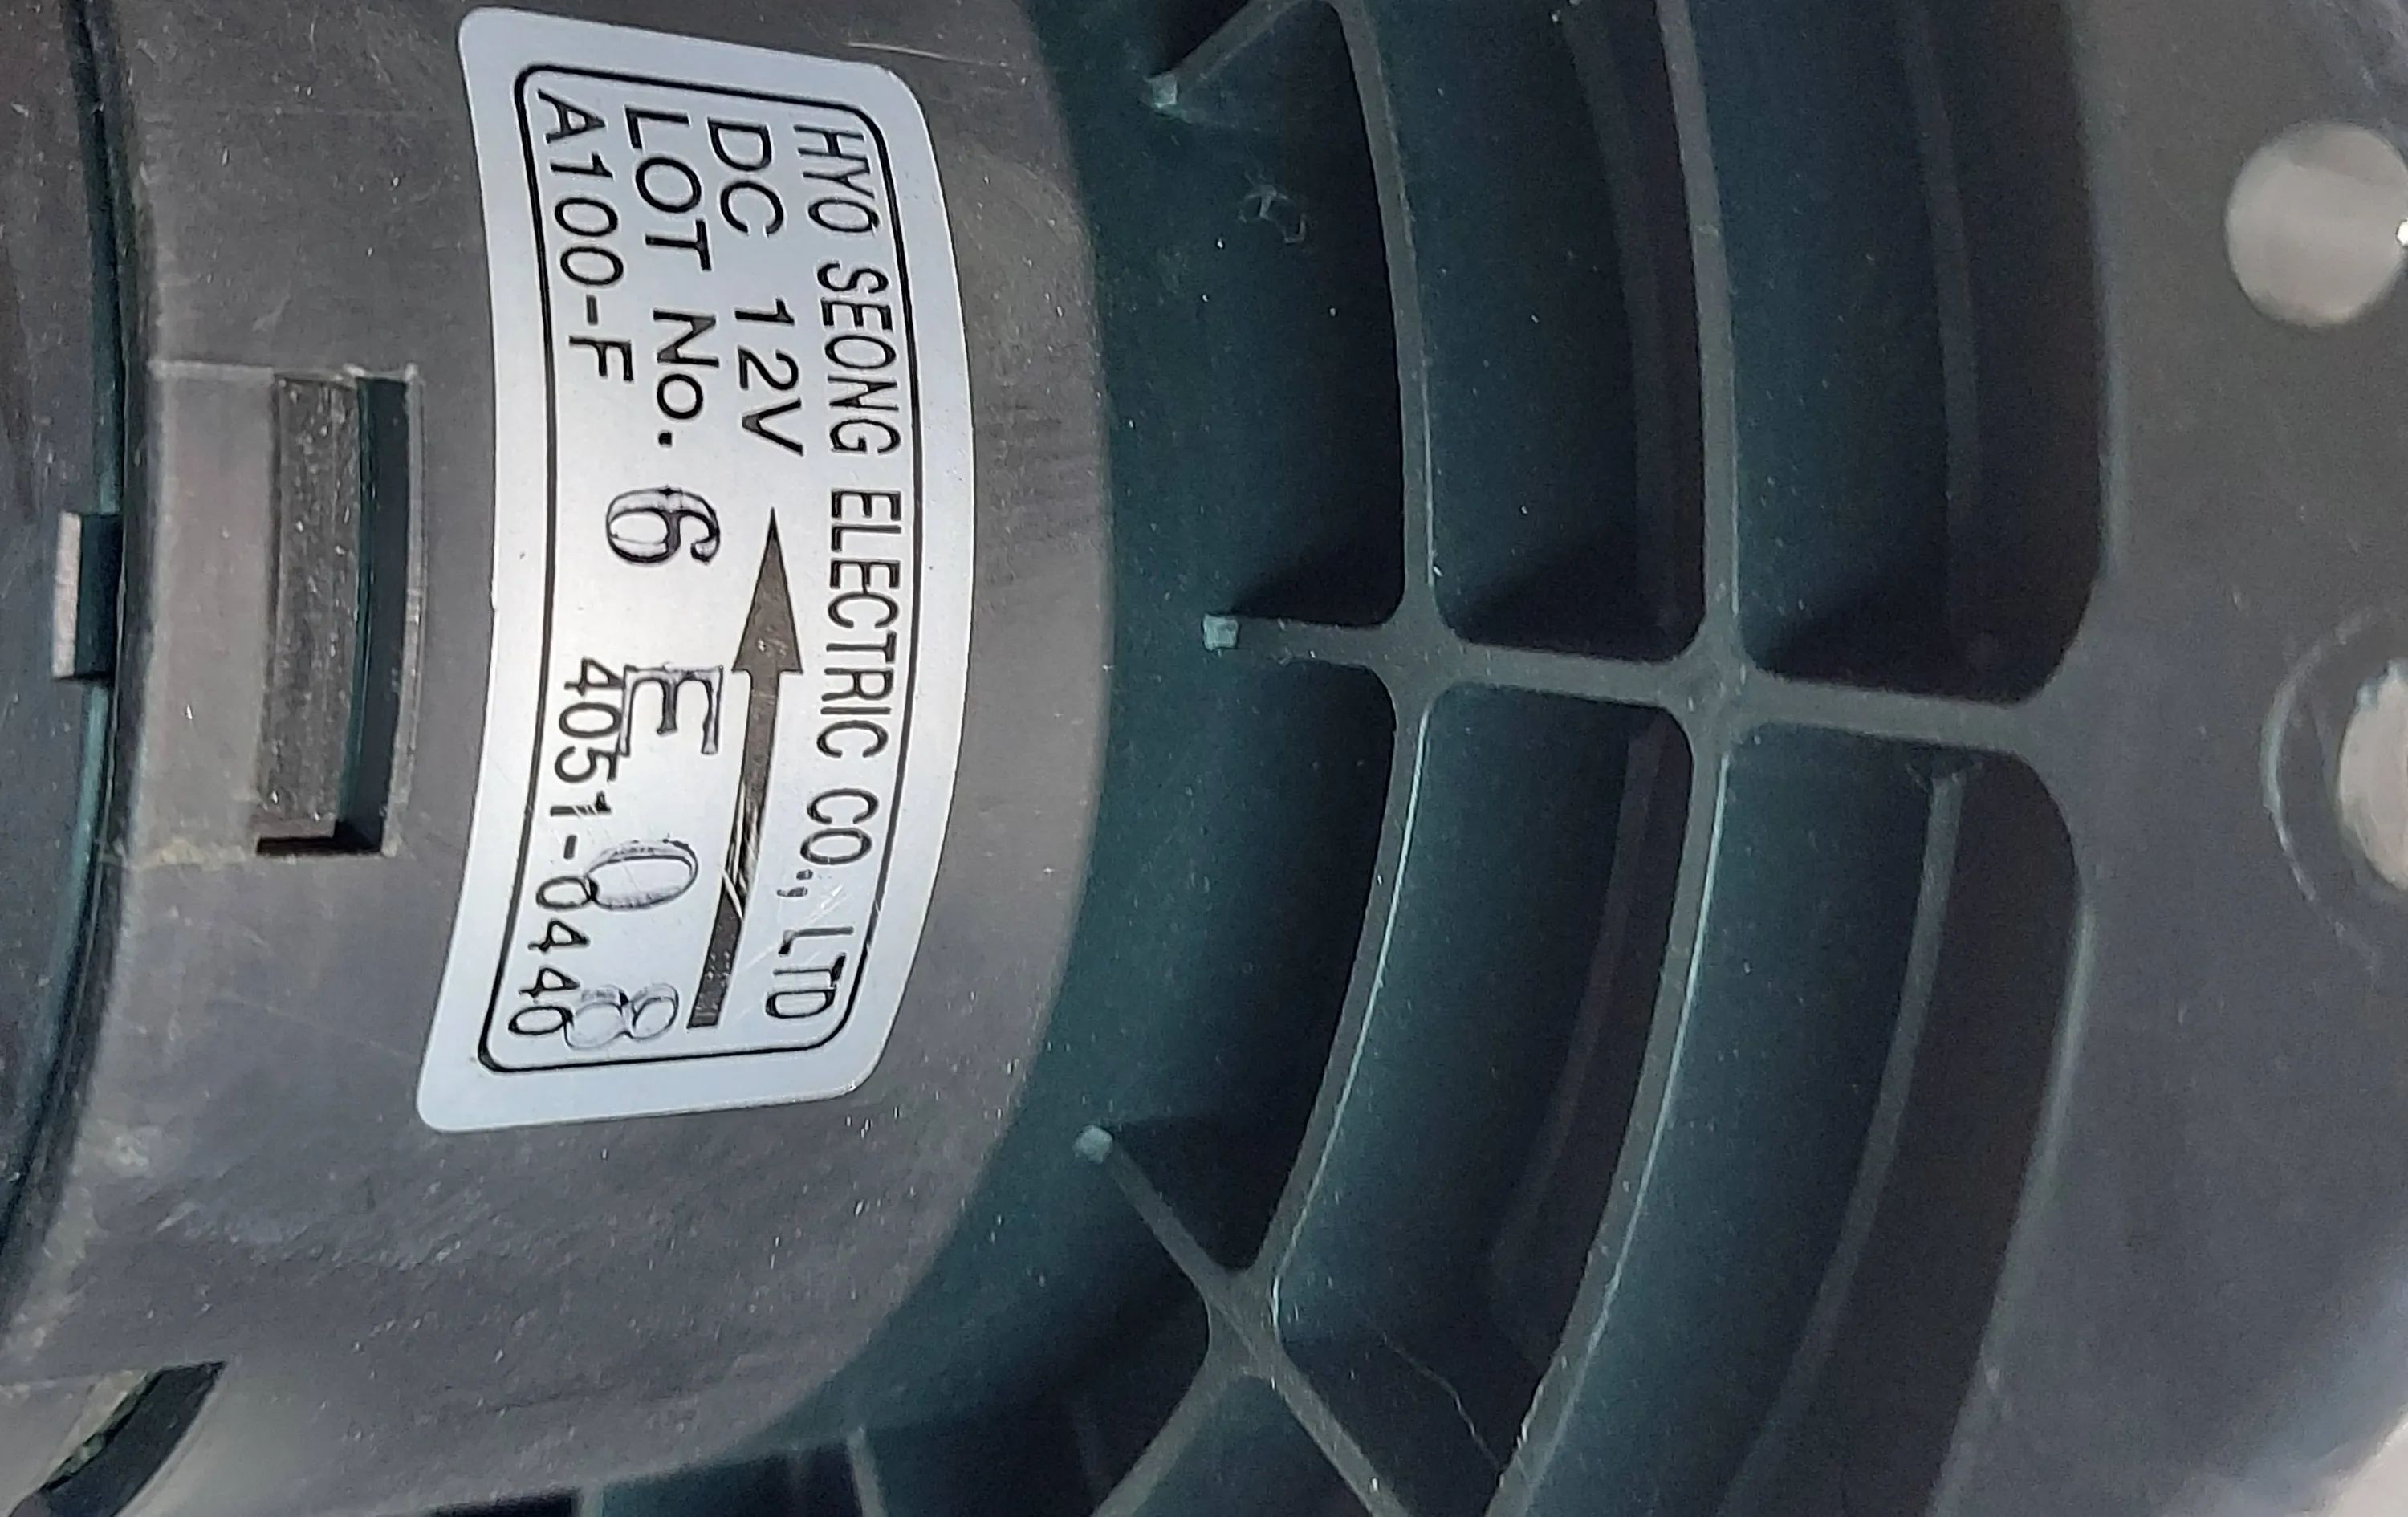 HYO SEONG ELECTRIC CO., LTD
DC 12V
LOT No. 6 E 0 8
A100-F 4051-0440